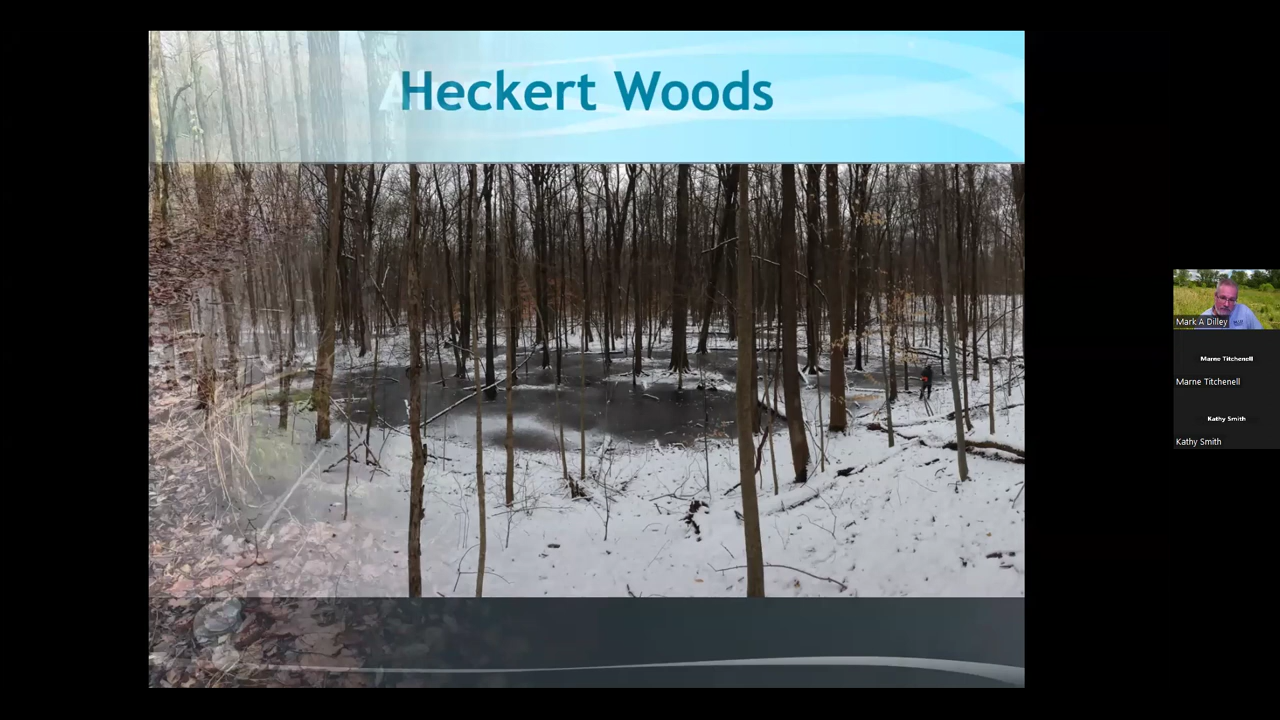 Heckert Woods
Mark A Dilley
Marne Titchenell
Marne Titchenell
Kathy Smith
Kathy Smith